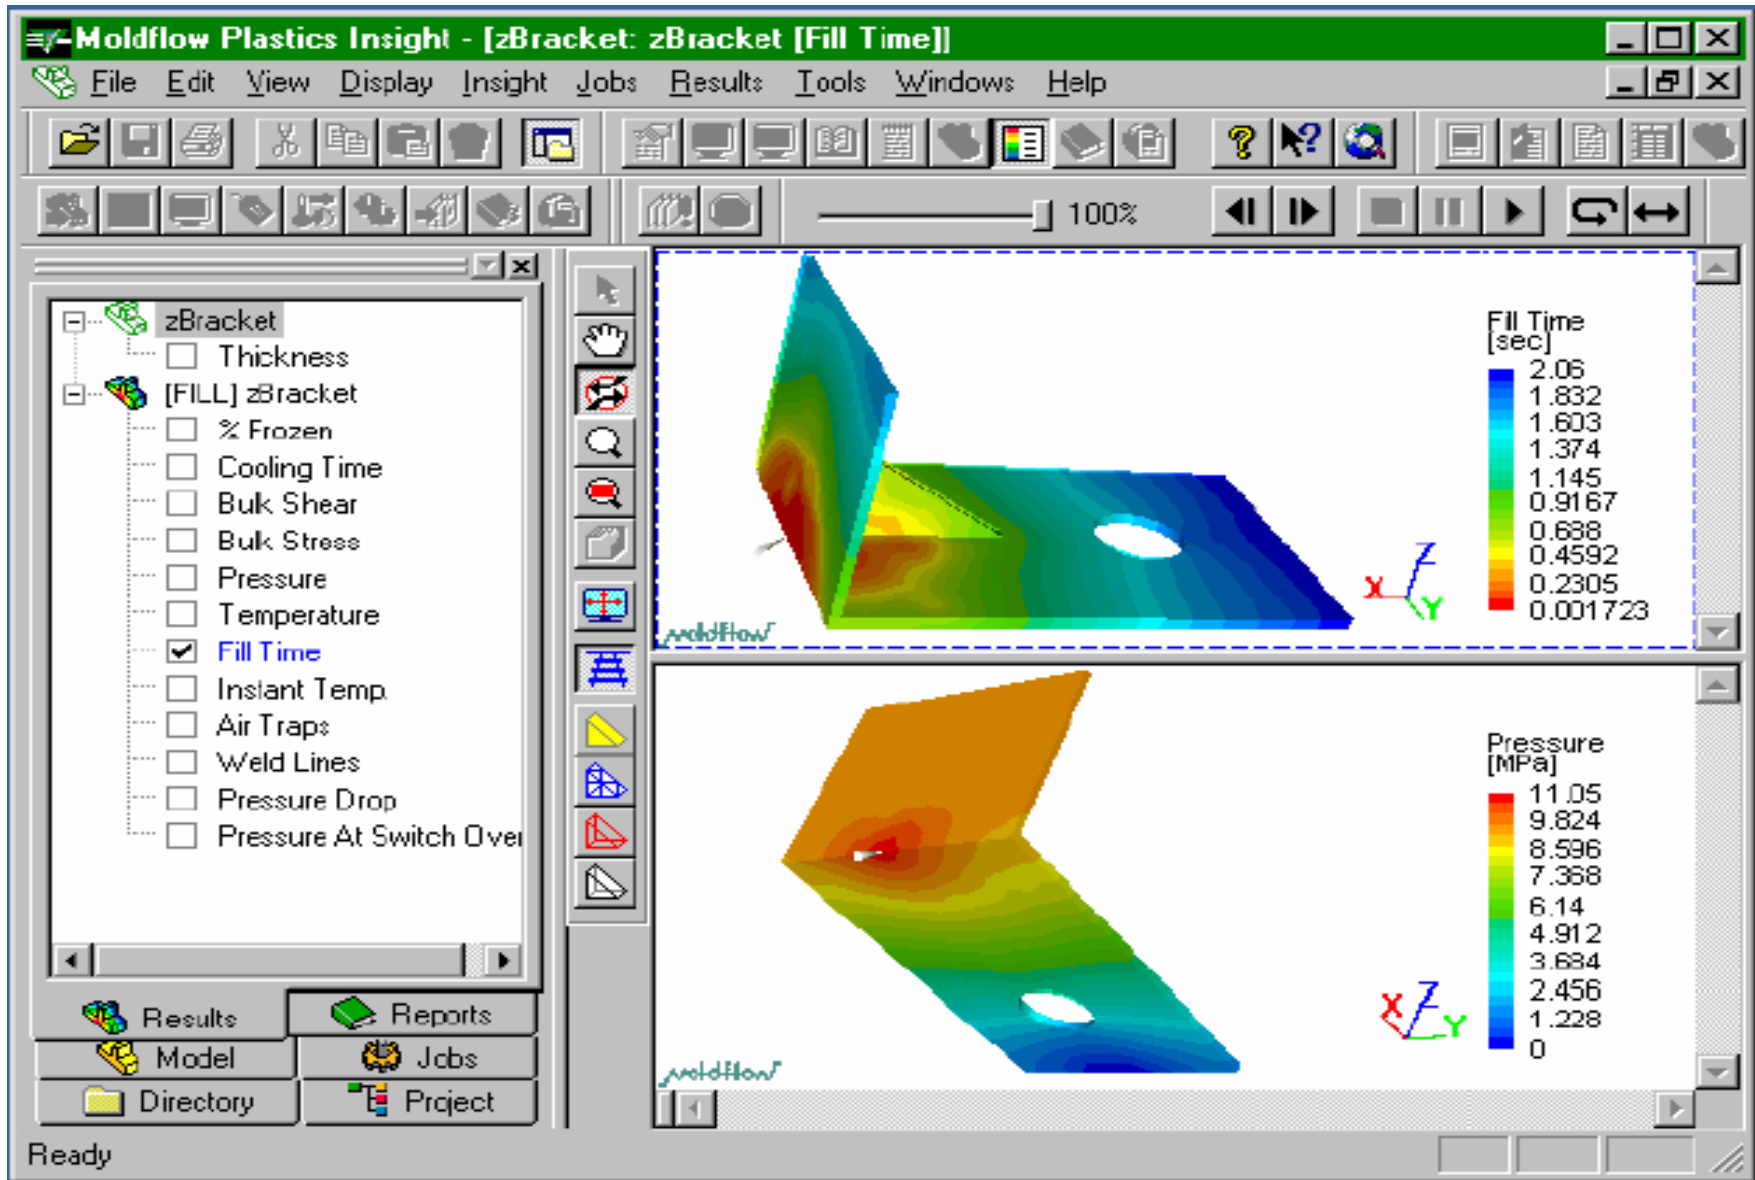 Moldflow Plastics Insight - [zBracket: zBracket [Fill Time]]
File Edit View Display Insight Jobs Results Tools Windows Help
100%
zBracket
Thickness
[FILL] zBracket
% Frozen
Cooling Time
Bulk Shear
Bulk Stress
Pressure
Temperature
Fill Time
Instant Temp.
Air Traps
Weld Lines
Pressure Drop
Pressure At Switch Over
Results
Reports
Model
Jobs
Directory
Project
Fill Time
[sec]
2.06
1.832
1.603
1.374
1.145
0.9167
0.688
0.4592
0.2305
0.001723
X Z Y
moldflow
Pressure
[MPa]
11.05
9.824
8.596
7.368
6.14
4.912
3.684
2.456
1.228
0
X Z Y
moldflow
Ready